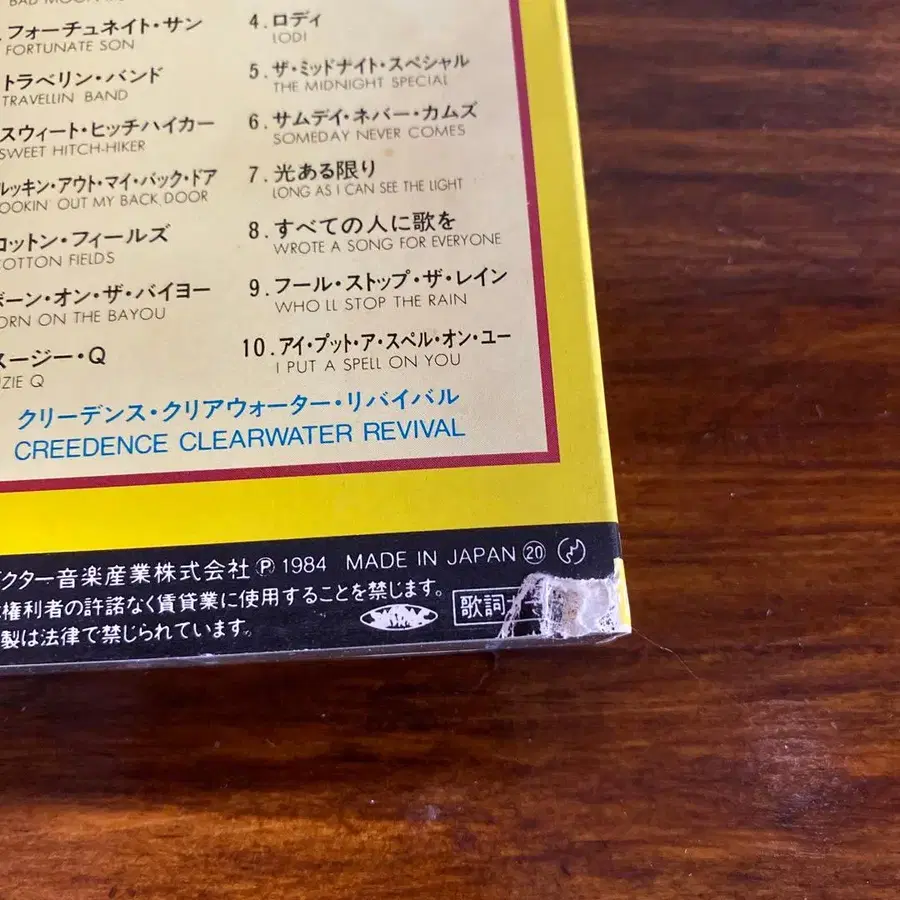 BAD MOON
フォーチュネイト・サン
FORTUNATE SON
トラベリン・バンド
TRAVELLIN BAND
スウィート・ヒッチハイカー
SWEET HITCH-HIKER
ルッキン・アウト・マイ・バック・ドア
OOKIN' OUT MY BACK DOOR
コットン・フィールズ
COTTON FIELDS
ボーン・オン・ザ・バイヨー
ORN ON THE BAYOU
スージー・Q
ZIE Q
4. ロディ
LODI
5. ザ・ミッドナイト・スペシャル
THE MIDNIGHT SPECIAL
6. サムデイ・ネバー・カムズ
SOMEDAY NEVER COMES
7. 光ある限り
LONG AS I CAN SEE THE LIGHT
8. すべての人に歌を
WROTE A SONG FOR EVERYONE
9. フール・ストップ・ザ・レイン
WHO LL STOP THE RAIN
10. アイ・プット・ア・スペル・オン・ユー
I PUT A SPELL ON YOU
クリーデンス・クリアウォーター・リバイバル
CREEDENCE CLEARWATER REVIVAL
クター音楽産業株式会社 Ⓟ 1984 MADE IN JAPAN ⑳
権利者の許諾なく賃貸業に使用することを禁じます。
製は法律で禁じられています。
歌詞